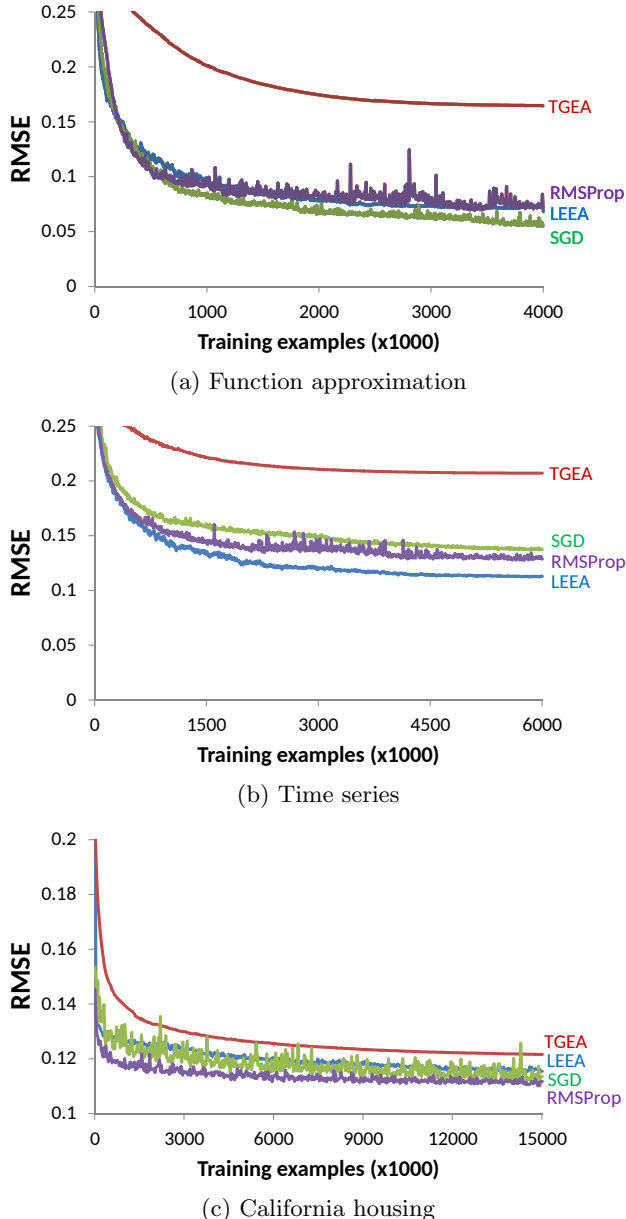 0.25
0.2
0.15
0.1
0.05
0
RMSE
TGEA
RMSProp
LEEA
SGD
0 1000 2000 3000 4000
Training examples (x1000)
(a) Function approximation
0.25
0.2
0.15
0.1
0.05
0
RMSE
TGEA
SGD
RMSProp
LEEA
0 1500 3000 4500 6000
Training examples (x1000)
(b) Time series
0.2
0.18
0.16
0.14
0.12
0.1
RMSE
TGEA
LEEA
SGD
RMSProp
0 3000 6000 9000 12000 15000
Training examples (x1000)
(c) California housing